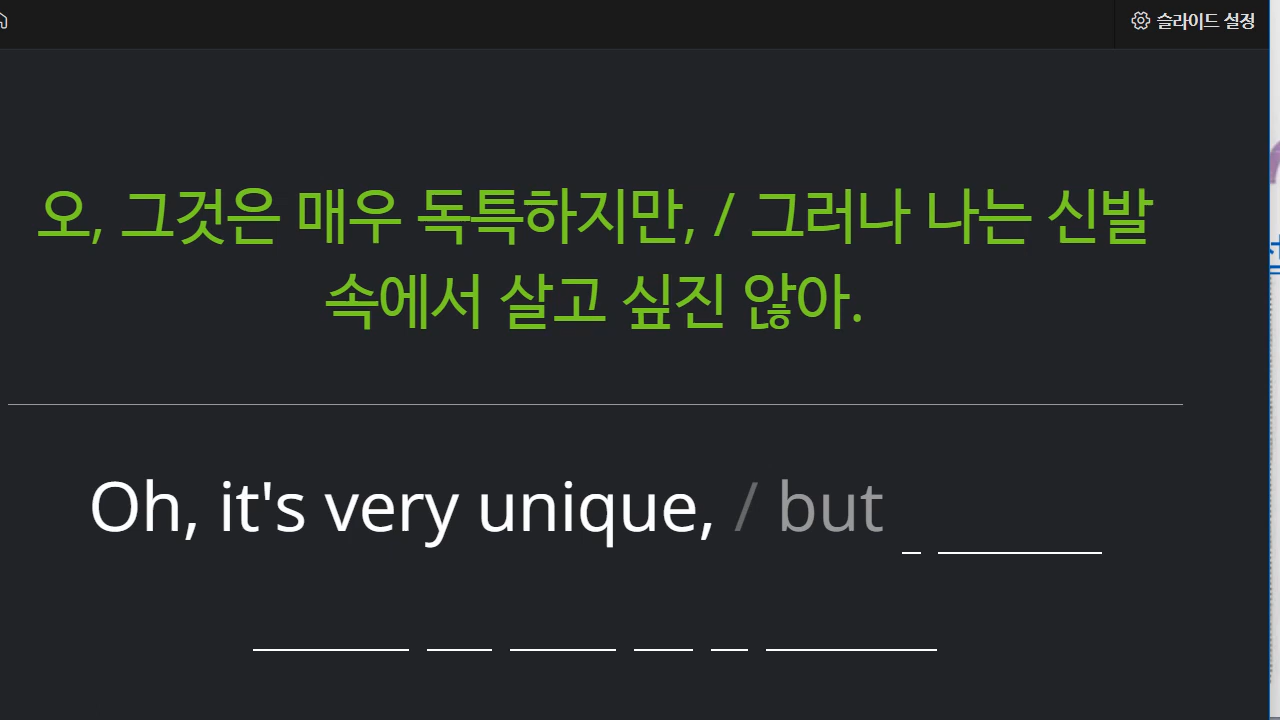 슬라이드 설정
오, 그것은 매우 독특하지만, / 그러나 나는 신발
속에서 살고 싶진 않아.
Oh, it's very unique, / but